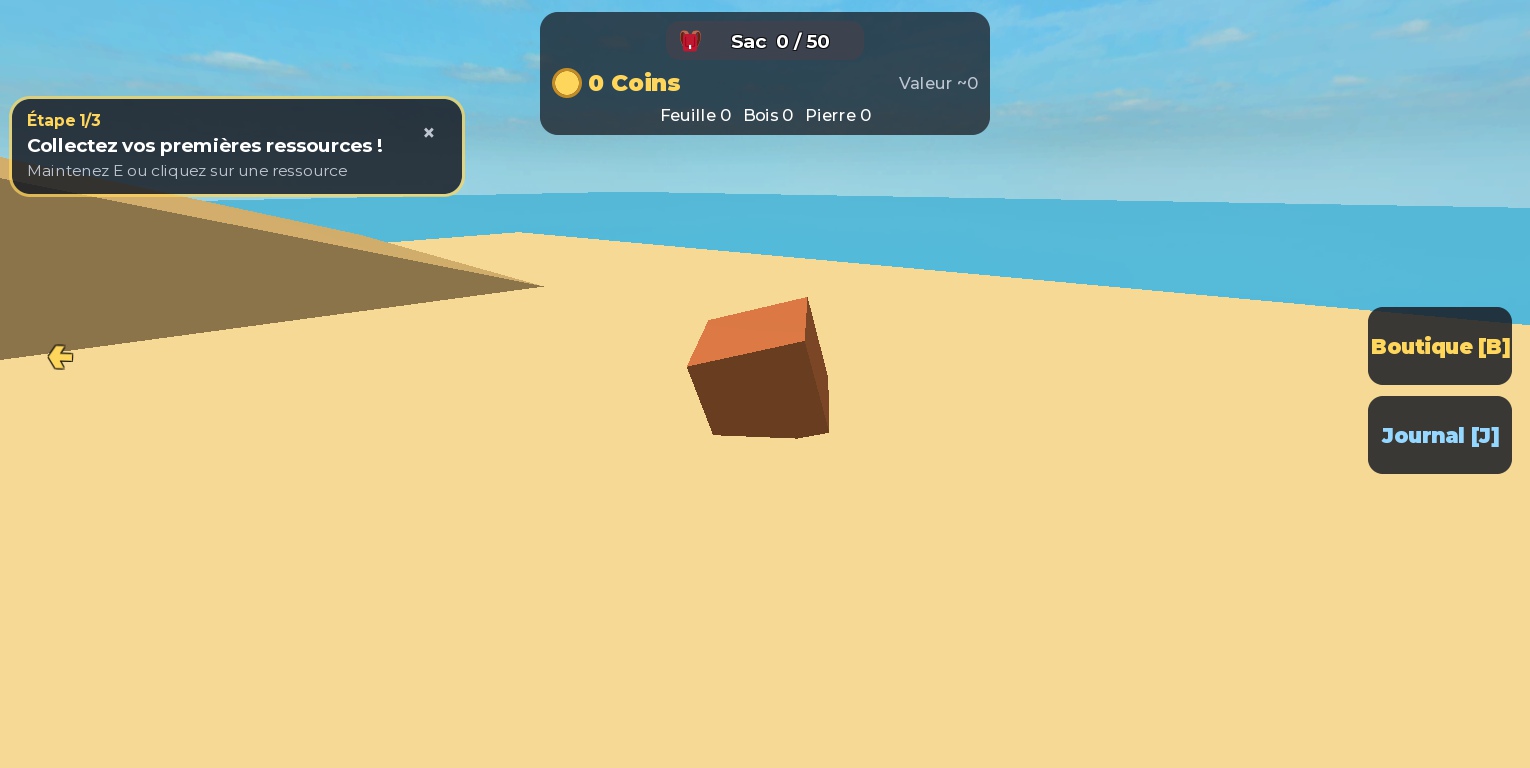 Sac 0 / 50
0 Coins
Valeur ~0
Feuille 0 Bois 0 Pierre 0
Étape 1/3
Collectez vos premières ressources !
×
Maintenez E ou cliquez sur une ressource
Boutique [B]
Journal [J]